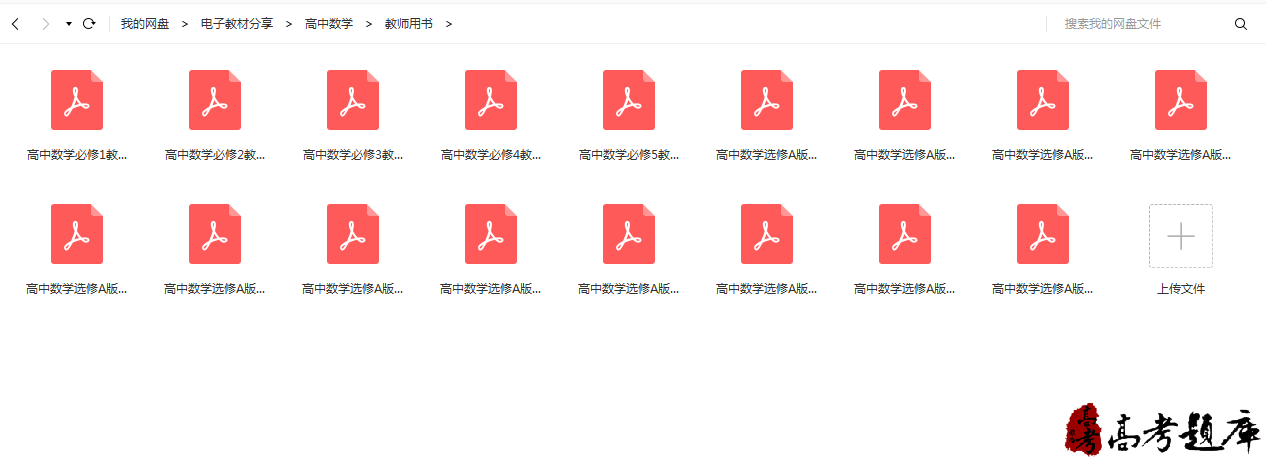 我的网盘 > 电子教材分享 > 高中数学 > 教师用书 >
搜索我的网盘文件
高中数学必修1教...
高中数学必修2教...
高中数学必修3教...
高中数学必修4教...
高中数学必修5教...
高中数学选修A版...
高中数学选修A版...
高中数学选修A版...
高中数学选修A版...
高中数学选修A版...
高中数学选修A版...
高中数学选修A版...
高中数学选修A版...
高中数学选修A版...
高中数学选修A版...
高中数学选修A版...
高中数学选修A版...
上传文件
高考
高考题库